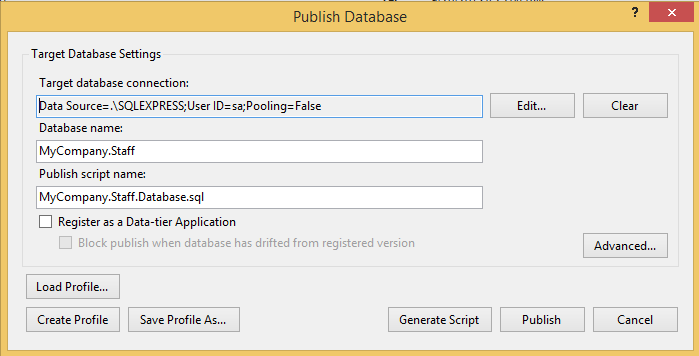 Publish Database
?
Target Database Settings
Target database connection:
Data Source=.\SQLEXPRESS;User ID=sa;Pooling=False
Edit...
Clear
Database name:
MyCompany.Staff
Publish script name:
MyCompany.Staff.Database.sql
Register as a Data-tier Application
Block publish when database has drifted from registered version
Advanced...
Load Profile...
Create Profile
Save Profile As...
Generate Script
Publish
Cancel